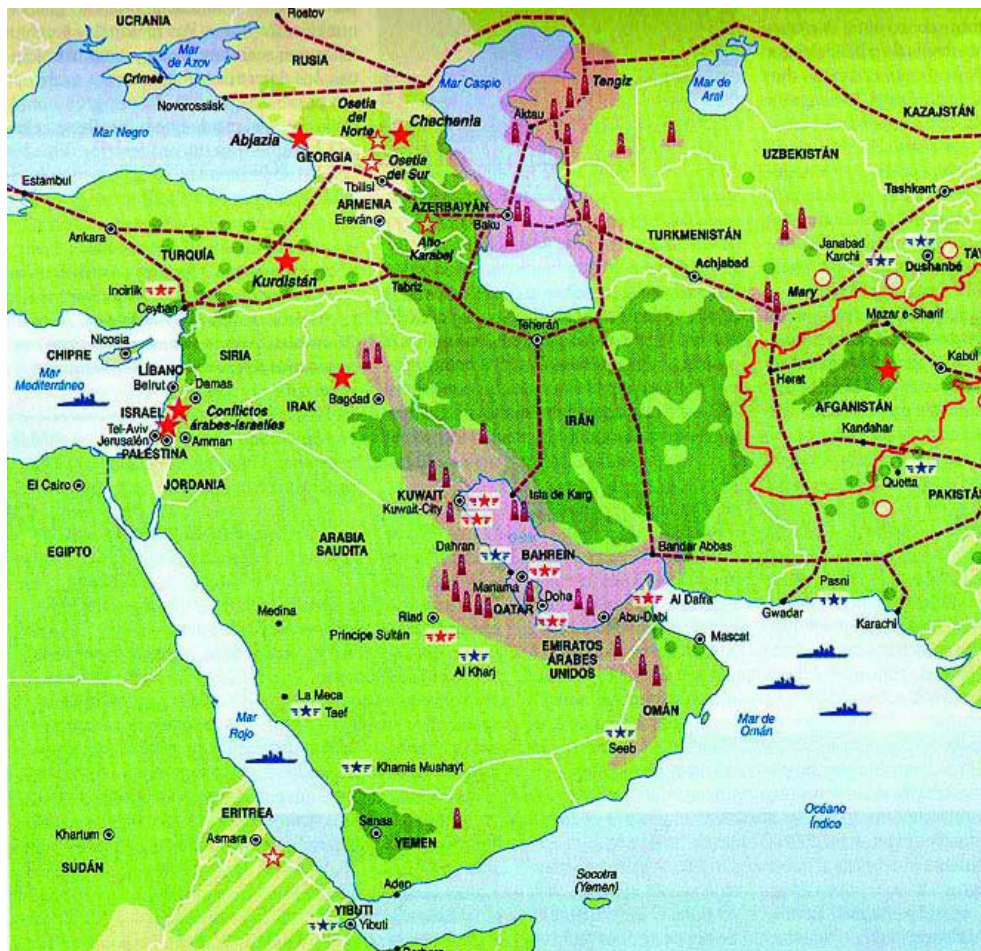 UCRANIA
Rostov
Mar
de Azov
RUSIA
Crimea
Novorossisk
Mar Negro
Abjazia
Osetia
del
Norte
Chechenia
GEORGIA
Osetia
del Sur
Tbilisi
Mar Caspio
Tengiz
Aktau
Mar de
Aral
KAZAJSTÁN
UZBEKISTÁN
Tashkent
Estambul
Ankara
TURQUÍA
ARMENIA
Ereván
AZERBAIYÁN
Baku
Alto-
Karabej
TURKMENISTÁN
Achjabad
Janabad
Karchi
Dushanbé
TAY
Mary
Incirlik
Ceyhan
Kurdistán
Tabriz
Teherán
Mazar e-Sharif
Herat
Kabul
AFGANISTÁN
Kandahar
Quetta
PAKISTÁN
Nicosia
CHIPRE
Mar
Mediterráneo
SIRIA
LÍBANO
Beirut
Damas
ISRAEL
Conflictos
árabes-israelíes
Tel-Aviv
Jerusalén
Amman
PALESTINA
JORDANIA
IRAK
Bagdad
IRÁN
El Cairo
EGIPTO
KUWAIT
Kuwait-City
Isla de Karg
ARABIA
SAUDITA
Dahran
BAHREIN
Manama
Doha
QATAR
Bandar Abbas
Al Dafra
Abu-Dabi
Pasni
Gwadar
Karachi
Medina
Riad
Príncipe Sultán
Al Kharj
EMIRATOS
ÁRABES
UNIDOS
Mascat
OMÁN
Mar de
Omán
Seeb
La Meca
Taef
Mar
Rojo
Khamis Mushayt
Océano
Índico
ERITREA
Asmara
Khartum
SUDÁN
Sanaa
YEMEN
Aden
Socotra
(Yemen)
YIBUTI
Yibuti